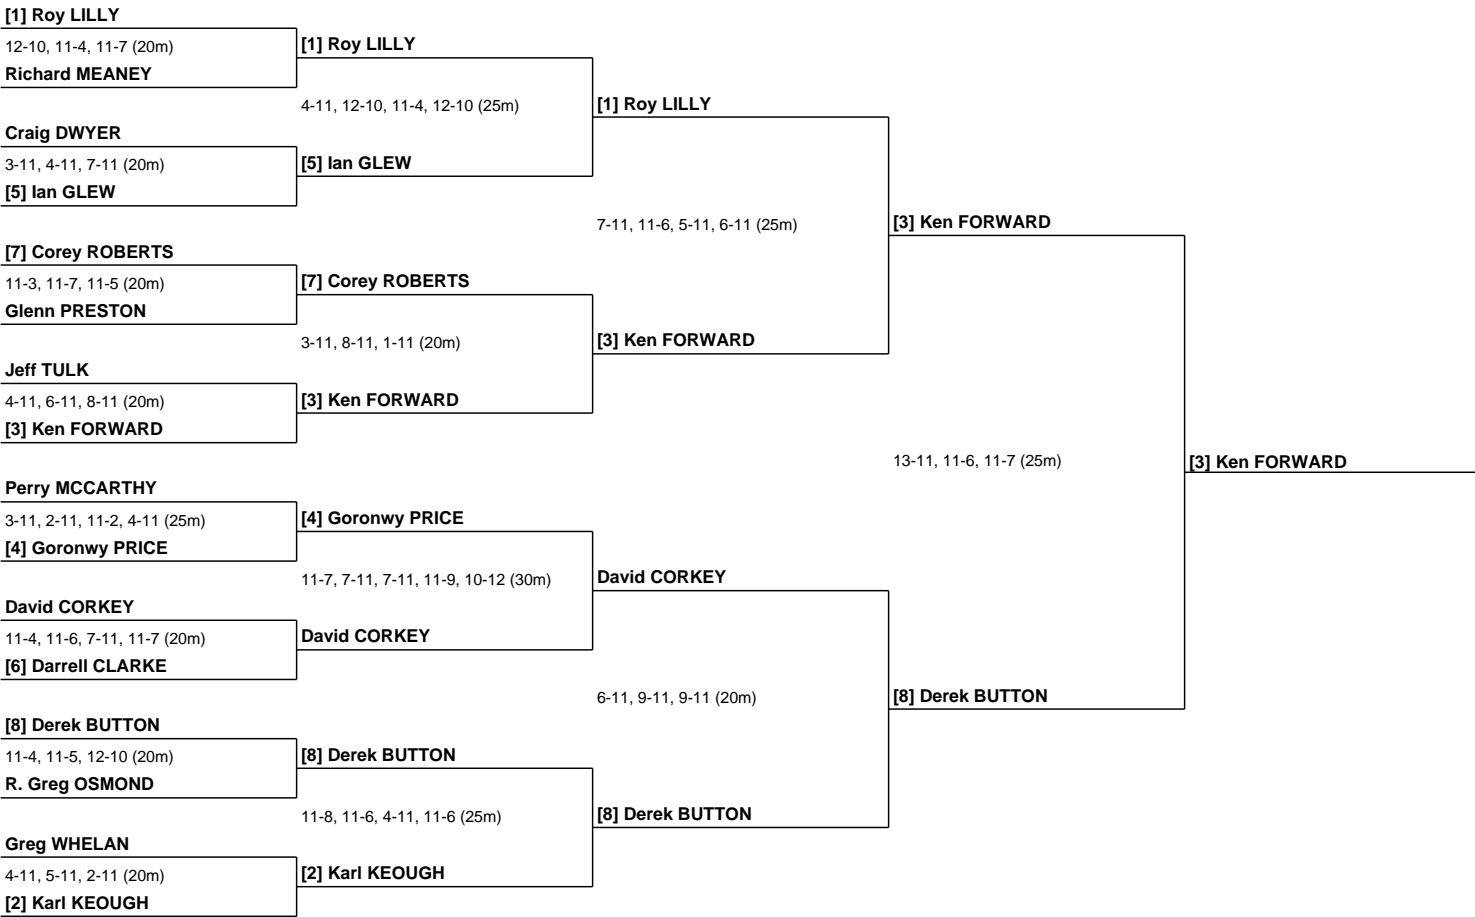 [1] Roy LILLY
12-10, 11-4, 11-7 (20m)
Richard MEANEY
Craig DWYER
3-11, 4-11, 7-11 (20m)
[5] Ian GLEW
[7] Corey ROBERTS
11-3, 11-7, 11-5 (20m)
Glenn PRESTON
Jeff TULK
4-11, 6-11, 8-11 (20m)
[3] Ken FORWARD
Perry MCCARTHY
3-11, 2-11, 11-2, 4-11 (25m)
[4] Goronwy PRICE
David CORKEY
11-4, 11-6, 7-11, 11-7 (20m)
[6] Darrell CLARKE
[8] Derek BUTTON
11-4, 11-5, 12-10 (20m)
R. Greg OSMOND
Greg WHELAN
4-11, 5-11, 2-11 (20m)
[2] Karl KEOUGH
[1] Roy LILLY
4-11, 12-10, 11-4, 12-10 (25m)
[5] Ian GLEW
[7] Corey ROBERTS
3-11, 8-11, 1-11 (20m)
[3] Ken FORWARD
[4] Goronwy PRICE
11-7, 7-11, 7-11, 11-9, 10-12 (30m)
David CORKEY
[8] Derek BUTTON
11-8, 11-6, 4-11, 11-6 (25m)
[2] Karl KEOUGH
[1] Roy LILLY
7-11, 11-6, 5-11, 6-11 (25m)
[3] Ken FORWARD
David CORKEY
6-11, 9-11, 9-11 (20m)
[8] Derek BUTTON
[3] Ken FORWARD
13-11, 11-6, 11-7 (25m)
[8] Derek BUTTON
[3] Ken FORWARD